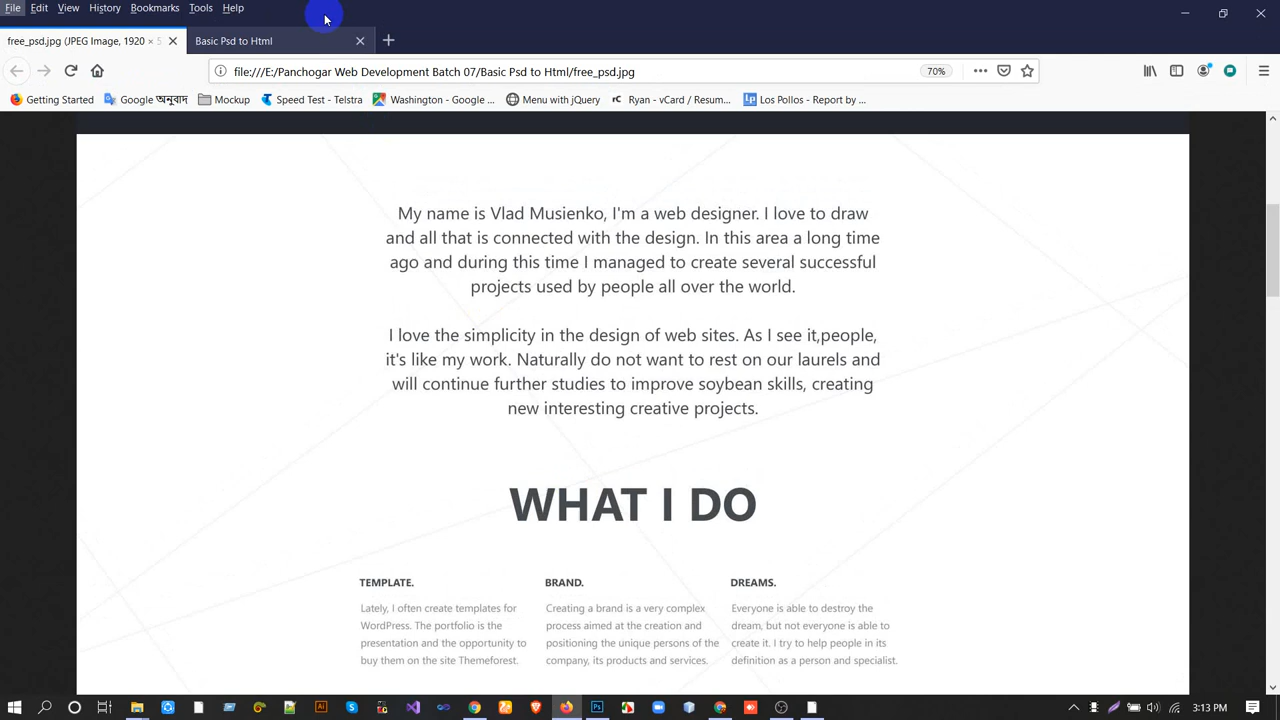 File Edit View History Bookmarks Tools Help
free_psd.jpg (JPEG Image, 1920 × 5
Basic Psd to Html
file:///E:/Panchogar Web Development Batch 07/Basic Psd to Html/free_psd.jpg
70%
Getting Started
Google অনুবাদ
Mockup
Speed Test - Telstra
Washington - Google ...
Menu with jQuery
rC Ryan - vCard / Resum...
Lp Los Pollos - Report by ...
My name is Vlad Musienko, I'm a web designer. I love to draw
and all that is connected with the design. In this area a long time
ago and during this time I managed to create several successful
projects used by people all over the world.
I love the simplicity in the design of web sites. As I see it,people,
it's like my work. Naturally do not want to rest on our laurels and
will continue further studies to improve soybean skills, creating
new interesting creative projects.
WHAT I DO
TEMPLATE.
Lately, I often create templates for
WordPress. The portfolio is the
presentation and the opportunity to
buy them on the site Themeforest.
BRAND.
Creating a brand is a very complex
process aimed at the creation and
positioning the unique persons of the
company, its products and services.
DREAMS.
Everyone is able to destroy the
dream, but not everyone is able to
create it. I try to help people in its
definition as a person and specialist.
Ai
Ps
3:13 PM